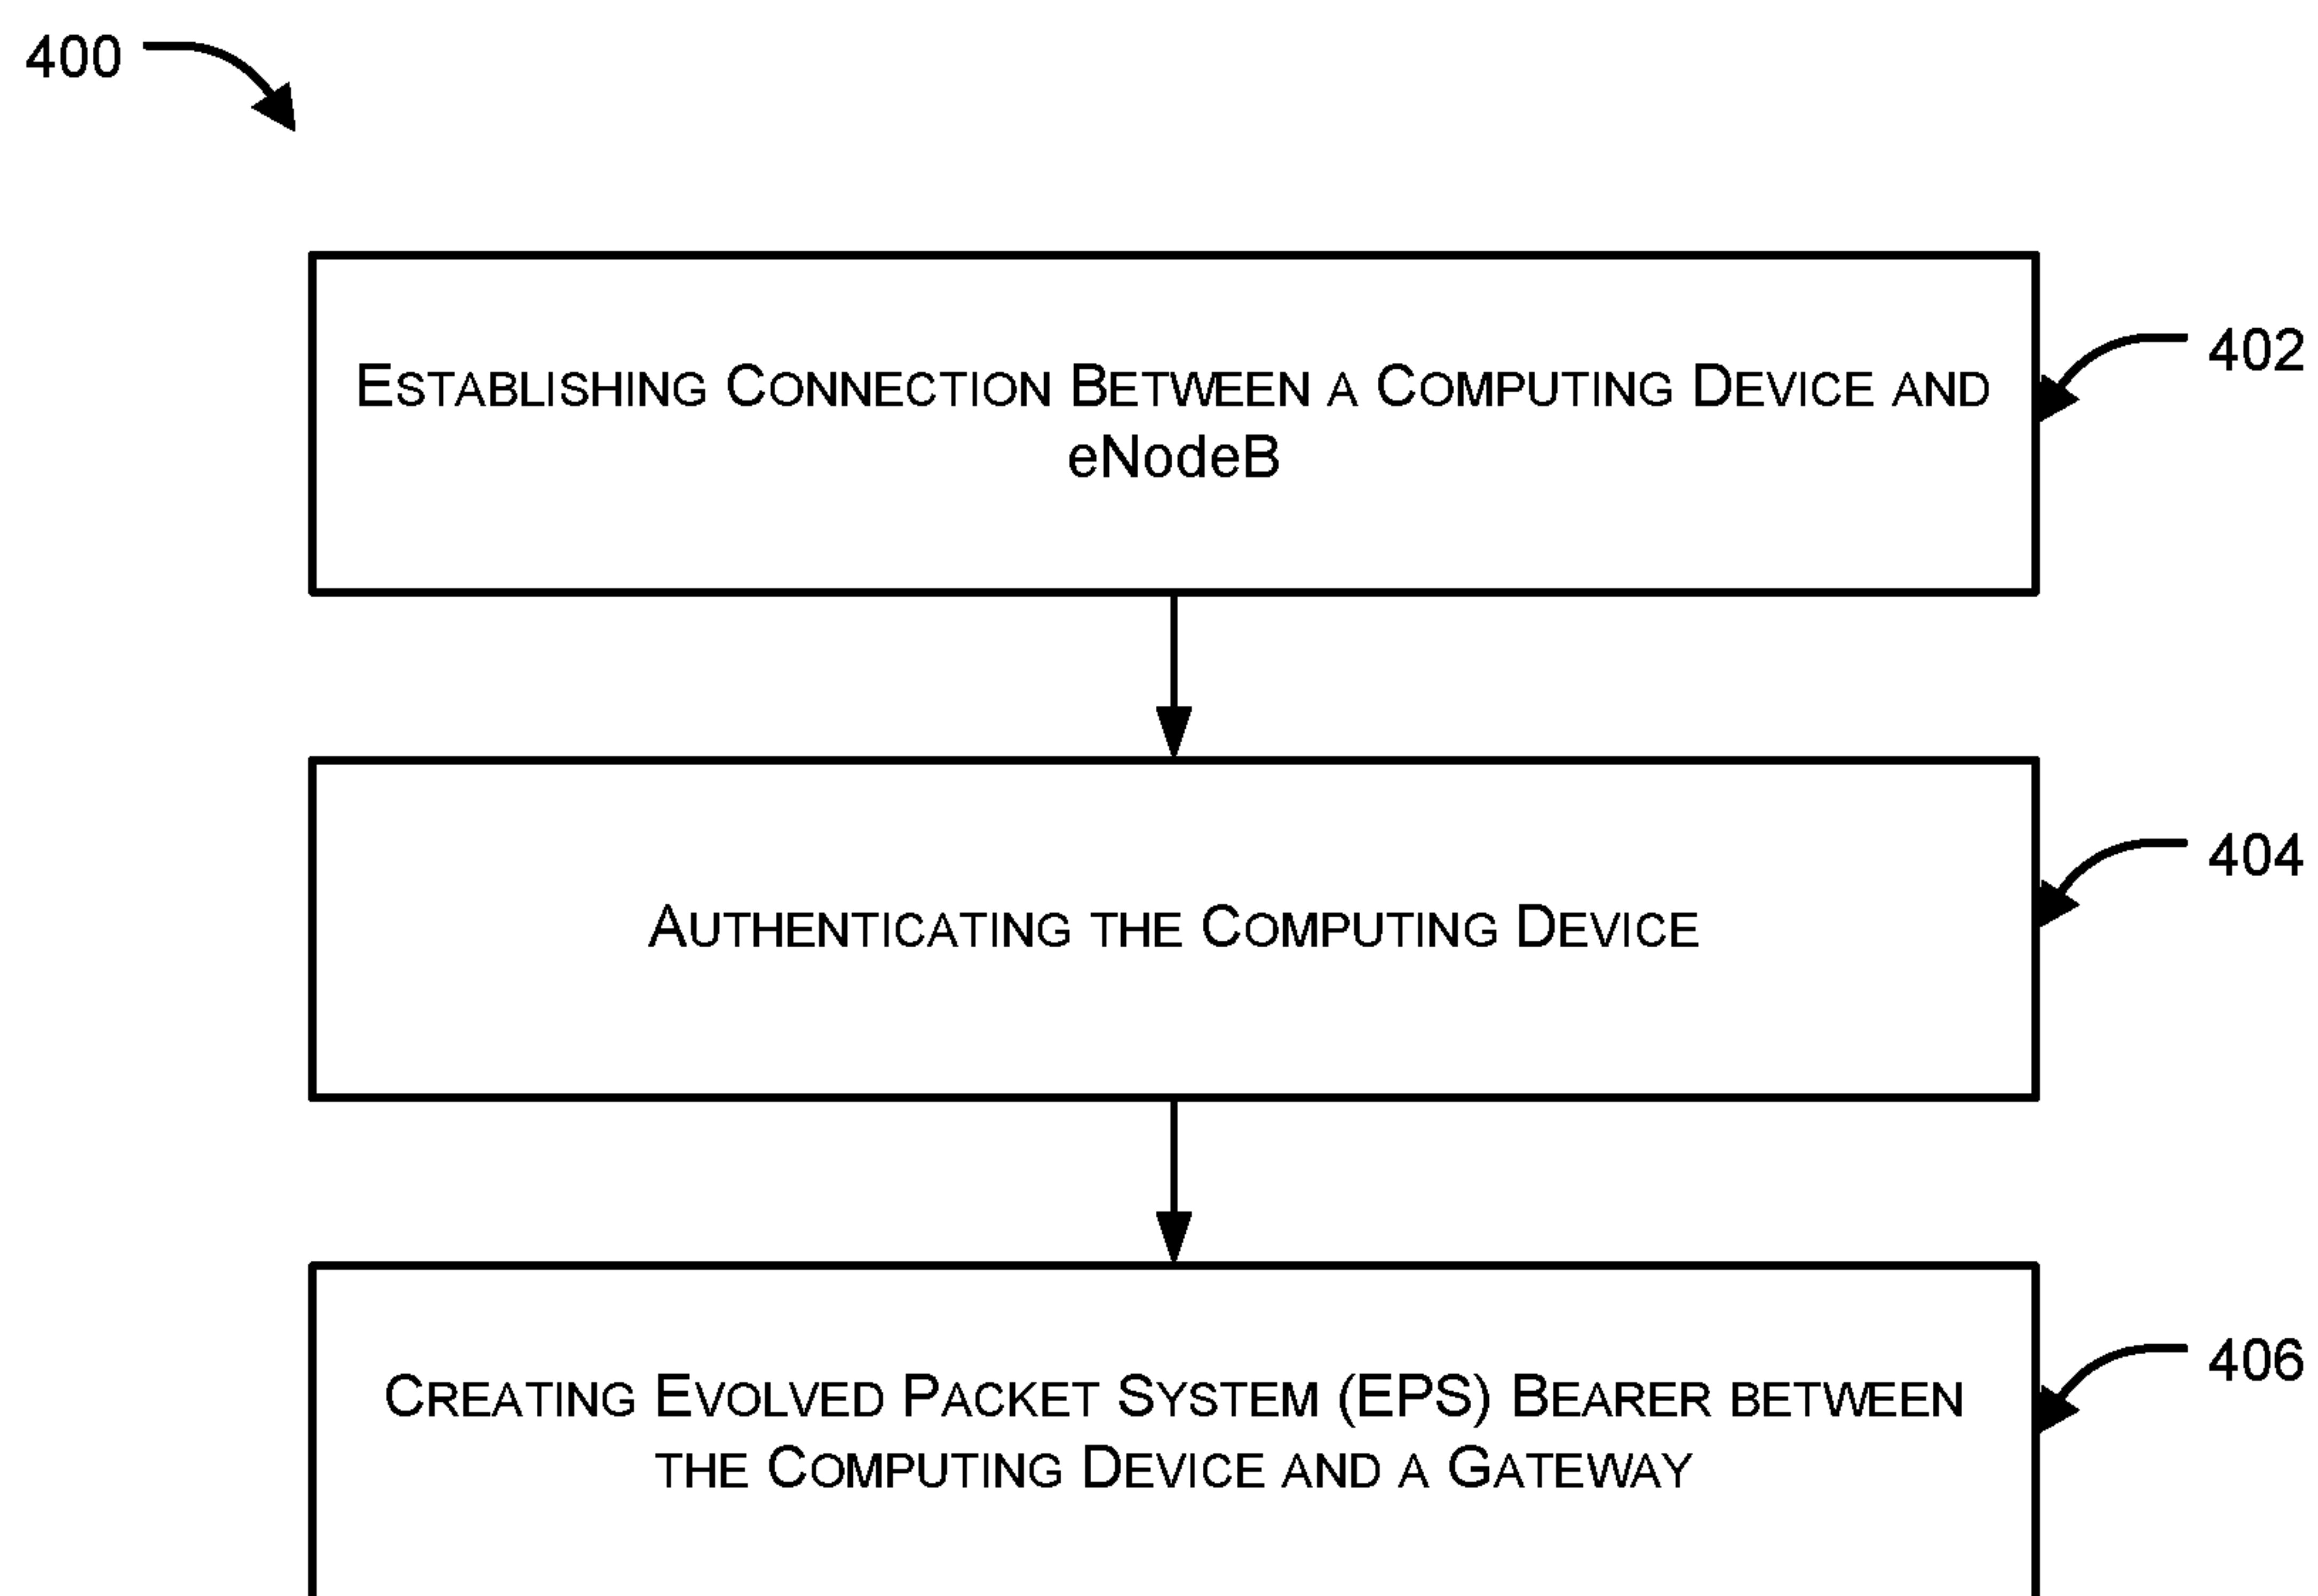 400
ESTABLISHING CONNECTION BETWEEN A COMPUTING DEVICE AND
eNodeB
402
AUTHENTICATING THE COMPUTING DEVICE
404
CREATING EVOLVED PACKET SYSTEM (EPS) BEARER BETWEEN
THE COMPUTING DEVICE AND A GATEWAY
406